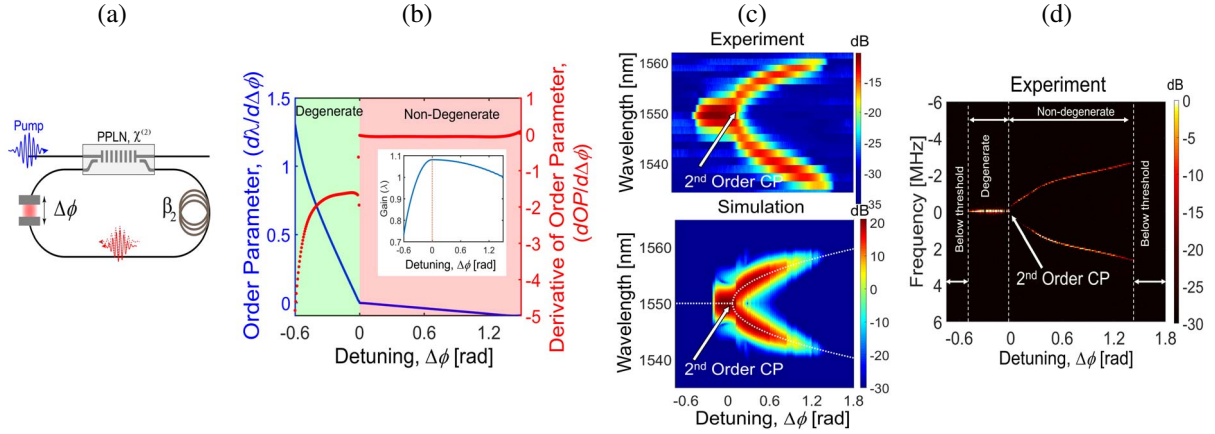 (a)
Pump
PPLN, χ⁽²⁾
Δϕ
β₂
(b)
Order Parameter, (dλ/dΔϕ)
1.5
1
0.5
0
Degenerate
Non-Degenerate
1
0
-1
-2
-3
-4
-5
Derivative of Order Parameter,
(dOP/dΔϕ)
Gain (λ)
1.1
1.0
0.9
0.8
0.7
-0.6 0 0.6 1.2
Detuning, Δϕ [rad]
-0.6 0 0.6 1.2
Detuning, Δϕ [rad]
(c)
Experiment
dB
Wavelength [nm]
1560
1550
1540
2nd Order CP
-10
-15
-20
-25
-30
-35
Simulation
dB
Wavelength [nm]
1560
1550
1540
2nd Order CP
20
10
0
-10
-20
-30
-0.6 0 0.6 1.2 1.8
Detuning, Δϕ [rad]
(d)
Experiment
dB
Frequency [MHz]
-6
-4
-2
0
2
4
6
Below threshold
Degenerate
Non-degenerate
Below threshold
2nd Order CP
0
-5
-10
-15
-20
-25
-30
-0.6 0 0.6 1.2 1.8
Detuning, Δϕ [rad]